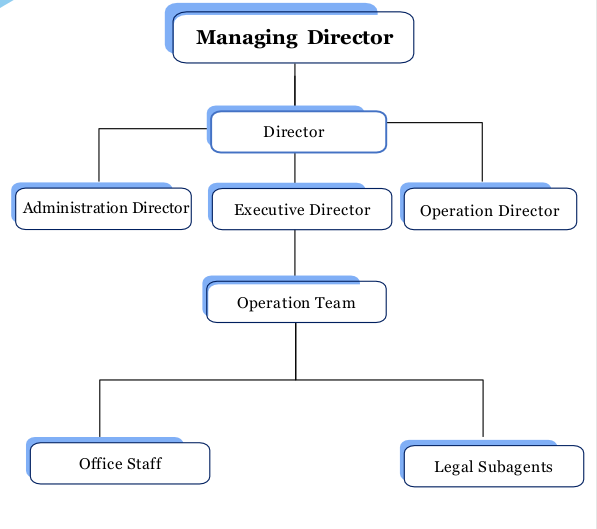 Managing Director
Director
Administration Director
Executive Director
Operation Director
Operation Team
Office Staff
Legal Subagents